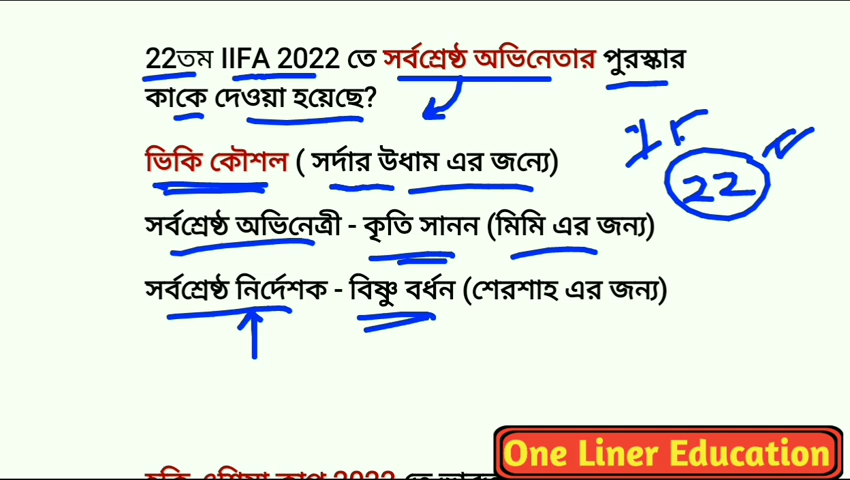 22তম IIFA 2022 তে সর্বশ্রেষ্ঠ অভিনেতার পুরস্কার
কাকে দেওয়া হয়েছে?
ভিকি কৌশল ( সর্দার উধাম এর জন্যে)
সর্বশ্রেষ্ঠ অভিনেত্রী - কৃতি সানন (মিমি এর জন্য)
সর্বশ্রেষ্ঠ নির্দেশক - বিষ্ণু বর্ধন (শেরশাহ এর জন্য)
22
One Liner Education